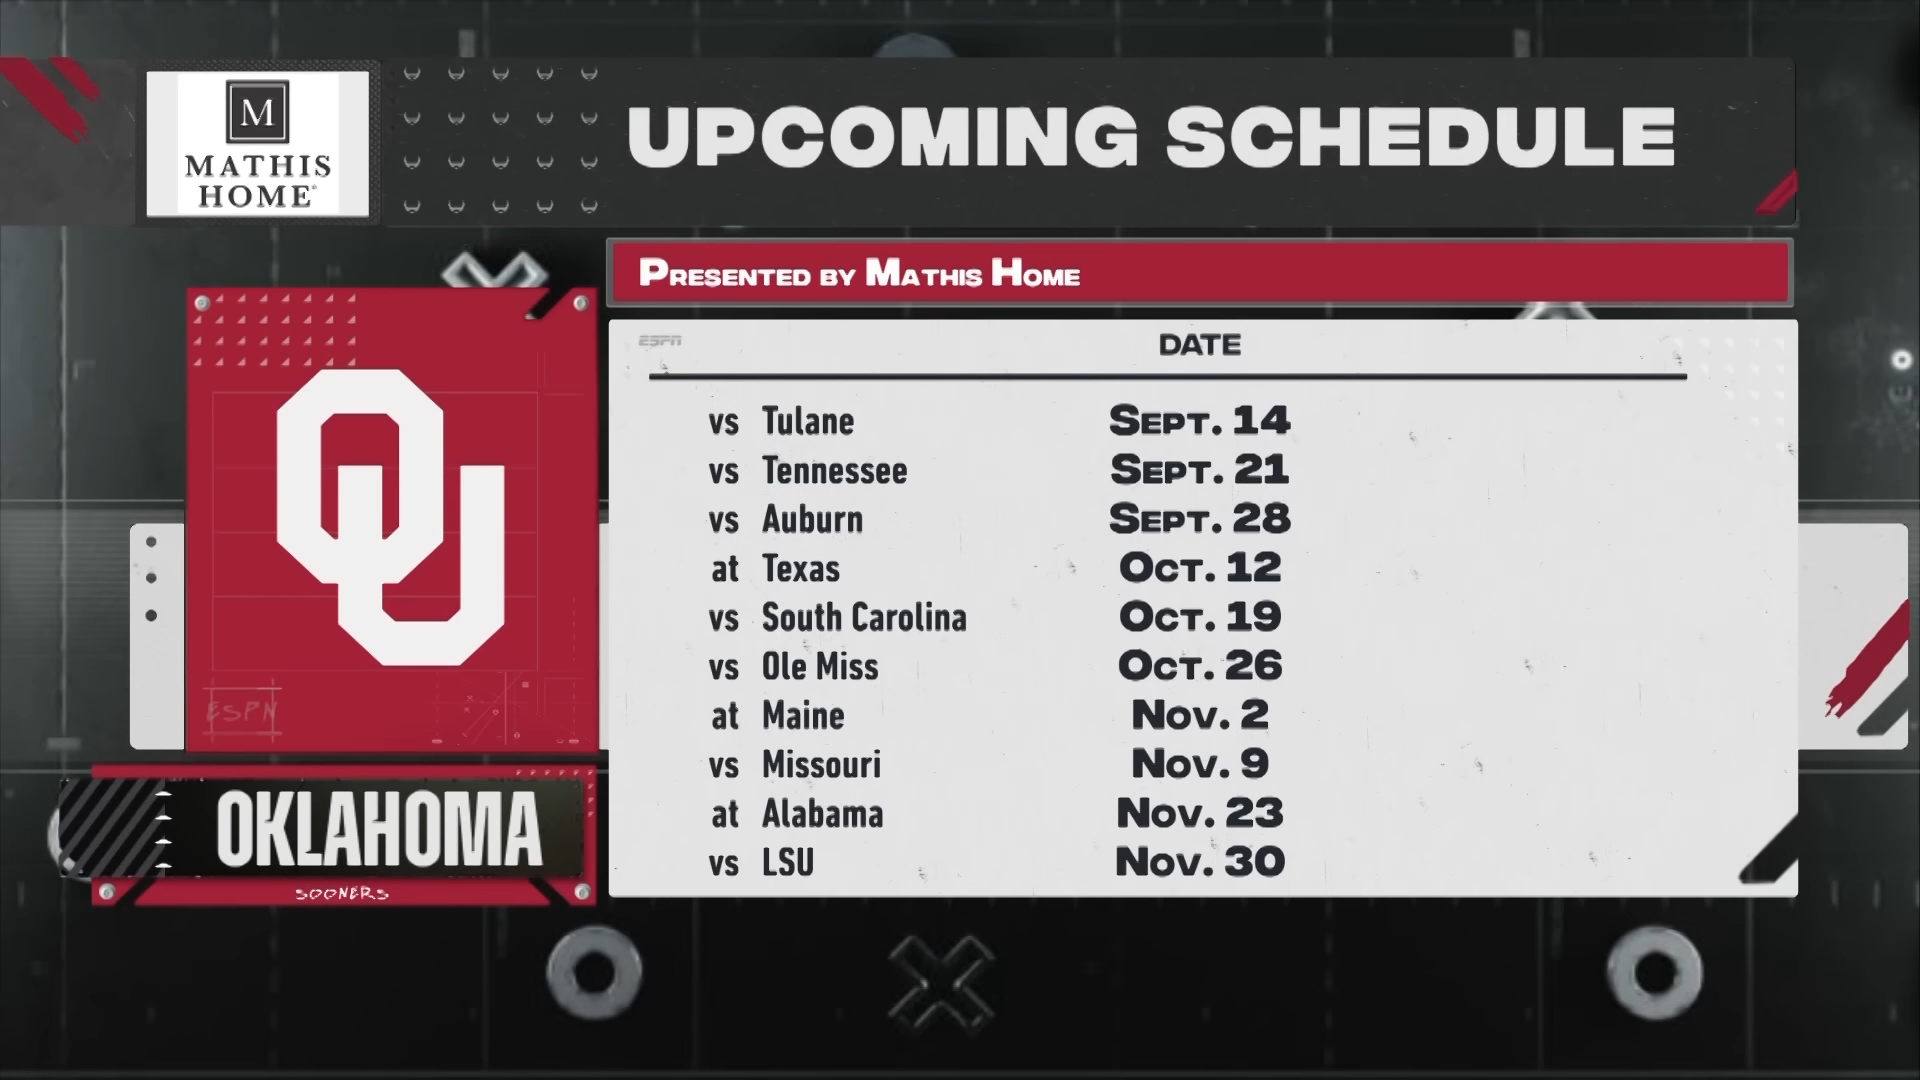 M
MATHIS
HOME
UPCOMING SCHEDULE
PRESENTED BY MATHIS HOME
ESPN
DATE
vs Tulane SEPT. 14
vs Tennessee SEPT. 21
vs Auburn SEPT. 28
at Texas OCT. 12
vs South Carolina OCT. 19
vs Ole Miss OCT. 26
at Maine NOV. 2
vs Missouri NOV. 9
at Alabama NOV. 23
vs LSU NOV. 30
OU
ESPN
OKLAHOMA
SOONERS